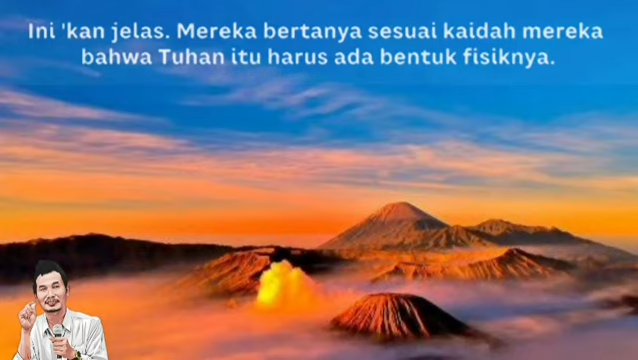 Ini 'kan jelas. Mereka bertanya sesuai kaidah mereka
bahwa Tuhan itu harus ada bentuk fisiknya.